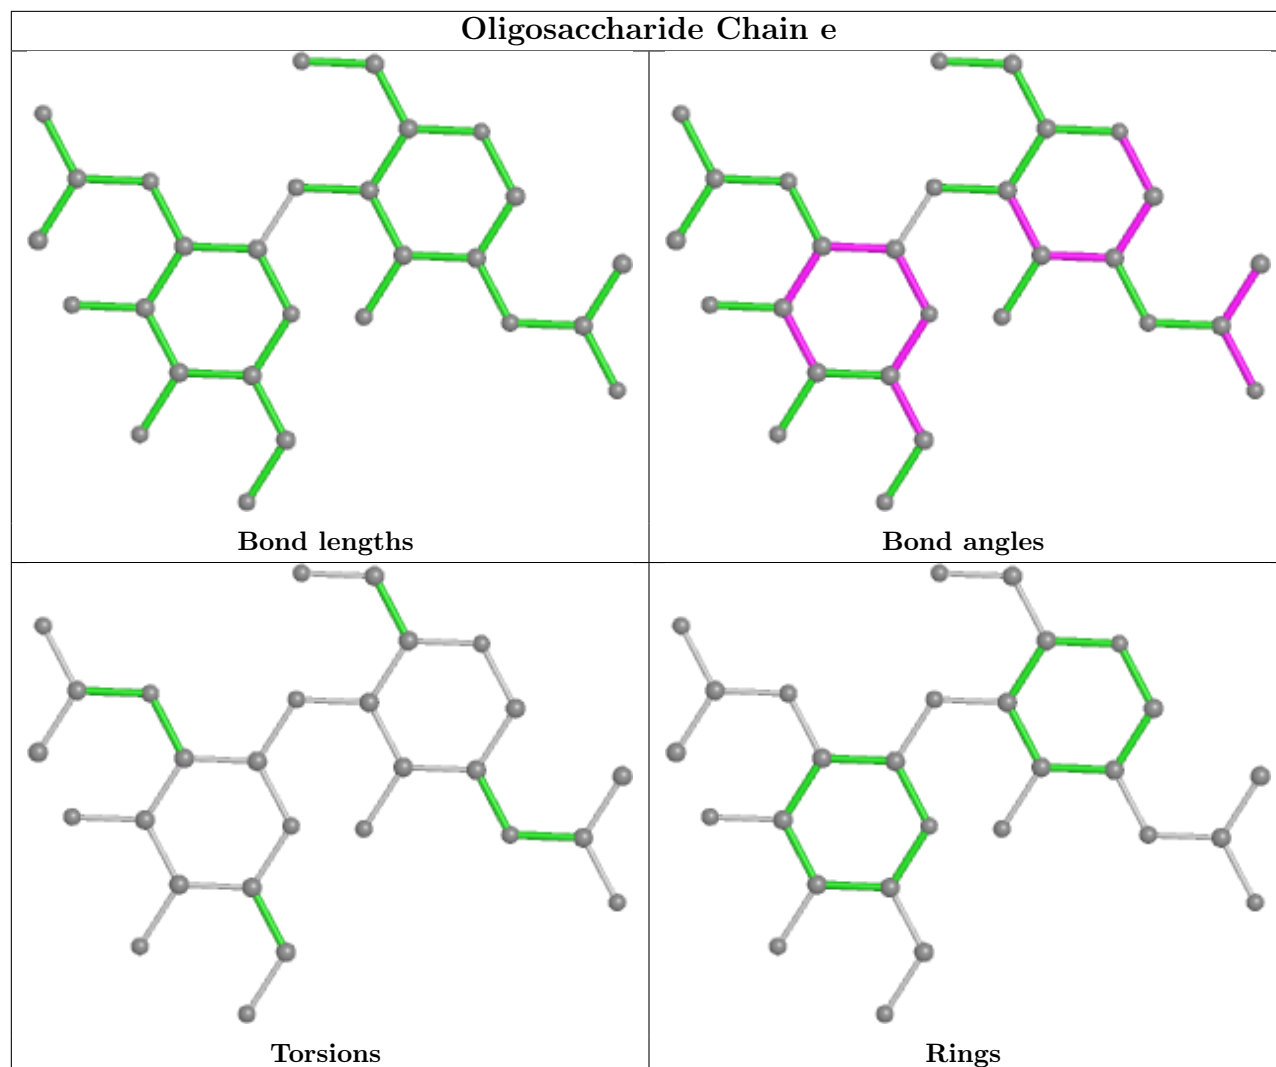 Oligosaccharide Chain e
Bond lengths
Bond angles
Torsions
Rings